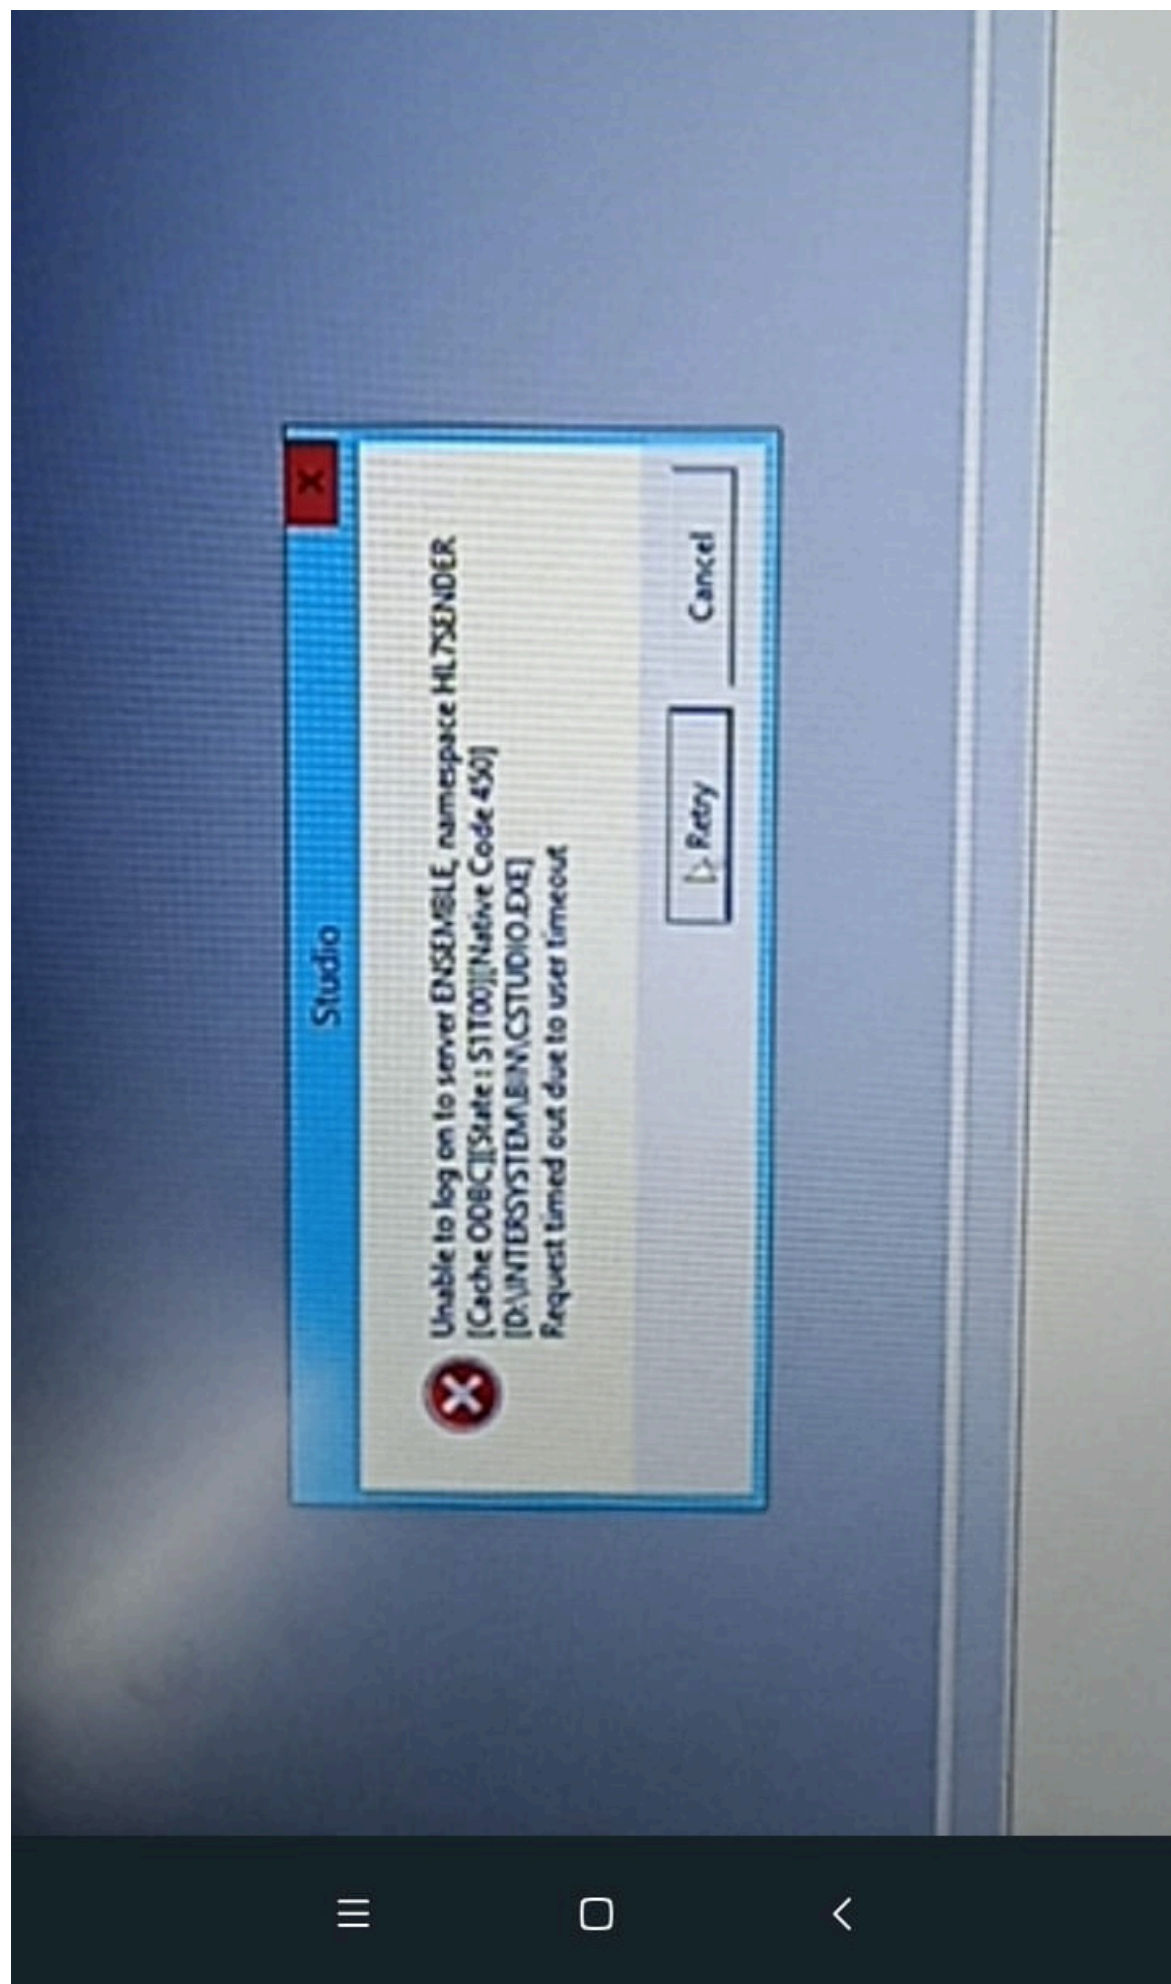 Studio
X
Unable to log on to server ENSEMBLE, namespace HL7SENDER
[Cache ODBC][State : S1T00][Native Code 450]
[D:\INTERSYSTEM\BIN\CSTUDIO.EXE]
Request timed out due to user timeout
Retry
Cancel